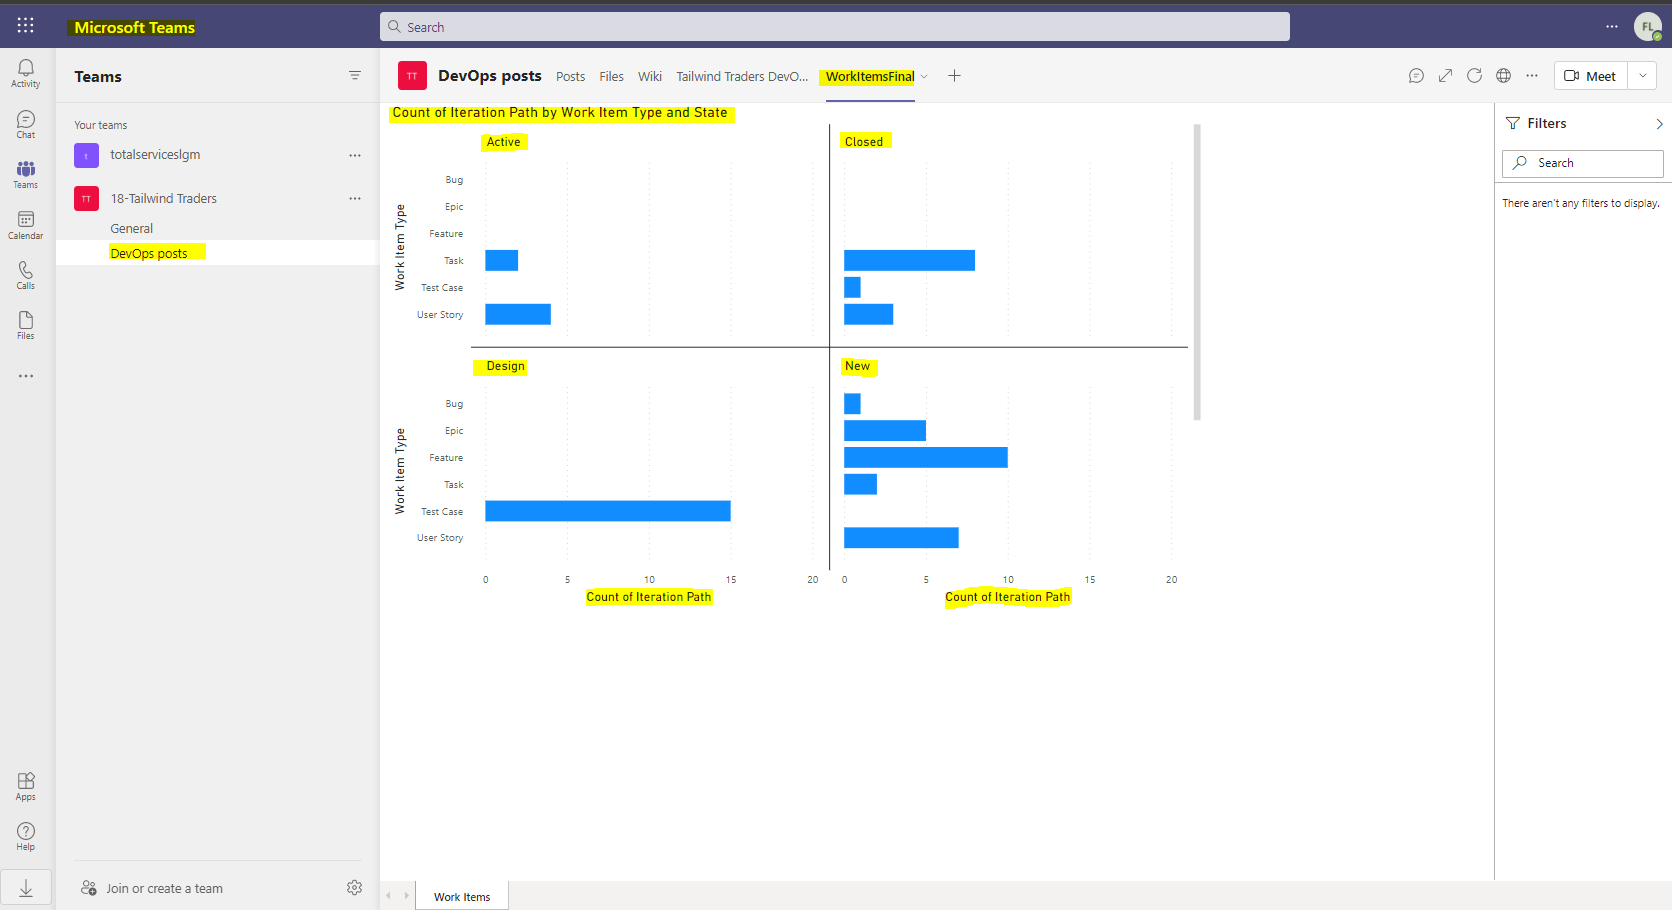 Microsoft Teams
Search
FL
Activity
Chat
Teams
Calendar
Calls
Files
Apps
Help
Teams
Your teams
t
totalserviceslgm
TT
18-Tailwind Traders
General
DevOps posts
Join or create a team
TT
DevOps posts
Posts
Files
Wiki
Tailwind Traders DevO...
WorkItemsFinal
Meet
Count of Iteration Path by Work Item Type and State
Active
Work Item Type
Bug
Epic
Feature
Task
Test Case
User Story
Closed
Design
Work Item Type
Bug
Epic
Feature
Task
Test Case
User Story
0 5 10 15 20
Count of Iteration Path
New
0 5 10 15 20
Count of Iteration Path
Filters
Search
There aren't any filters to display.
Work Items